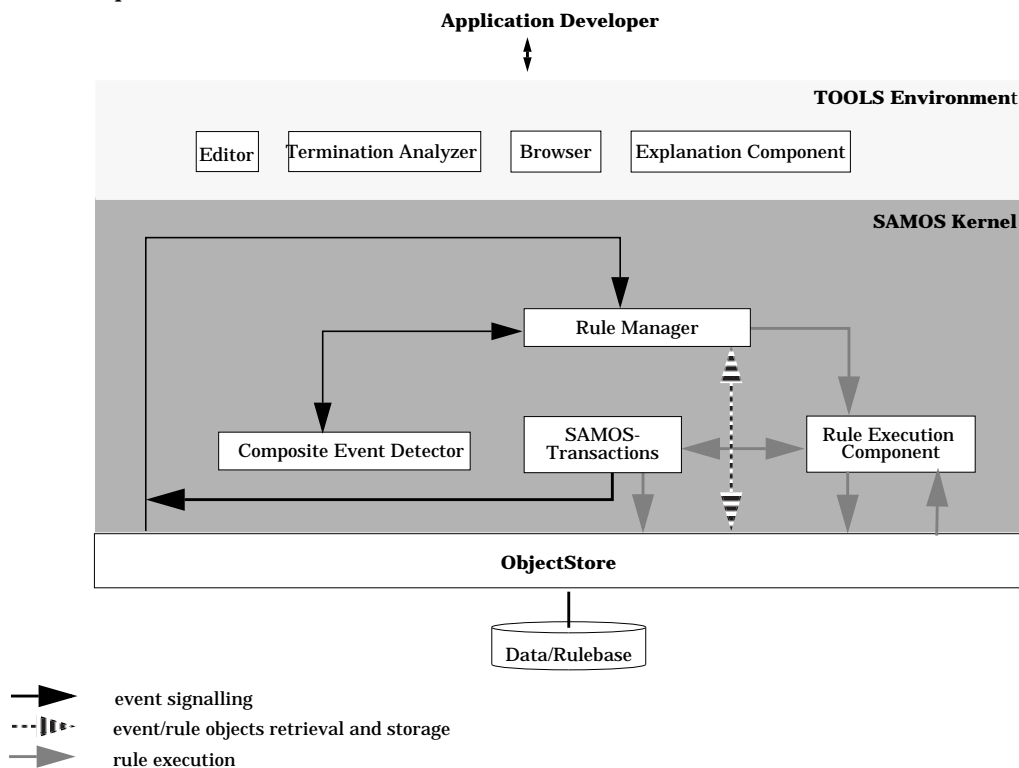 Application Developer
TOOLS Environment
Editor
Termination Analyzer
Browser
Explanation Component
SAMOS Kernel
Rule Manager
Composite Event Detector
SAMOS-
Transactions
Rule Execution
Component
ObjectStore
Data/Rulebase
event signalling
event/rule objects retrieval and storage
rule execution